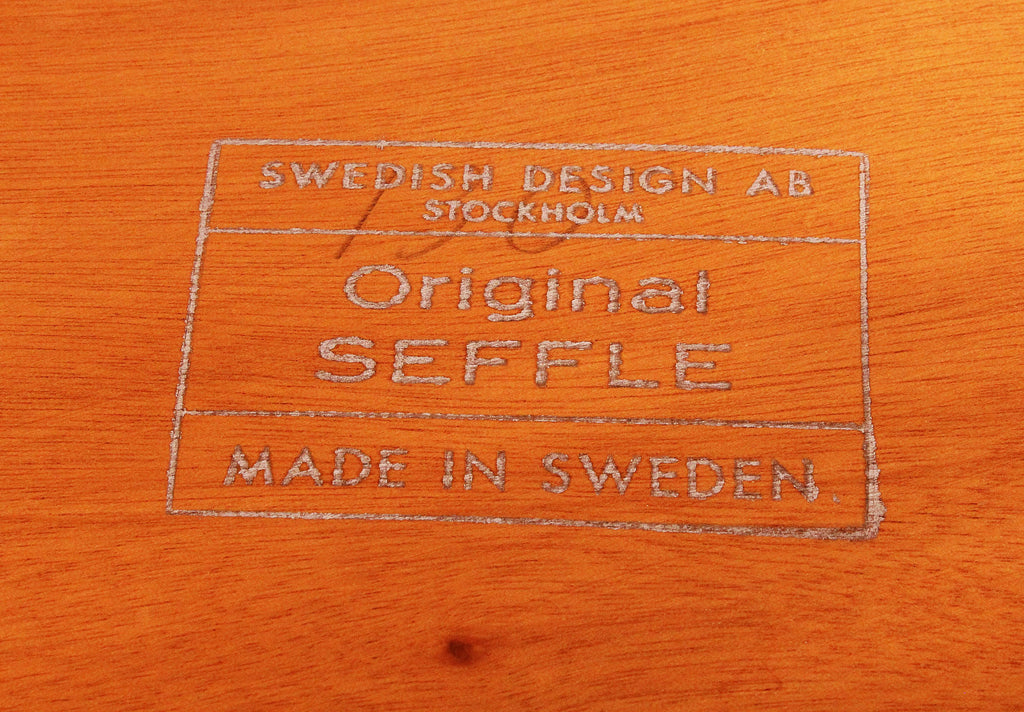 SWEDISH DESIGN AB
STOCKHOLM
Original
SEFFLE
MADE IN SWEDEN.